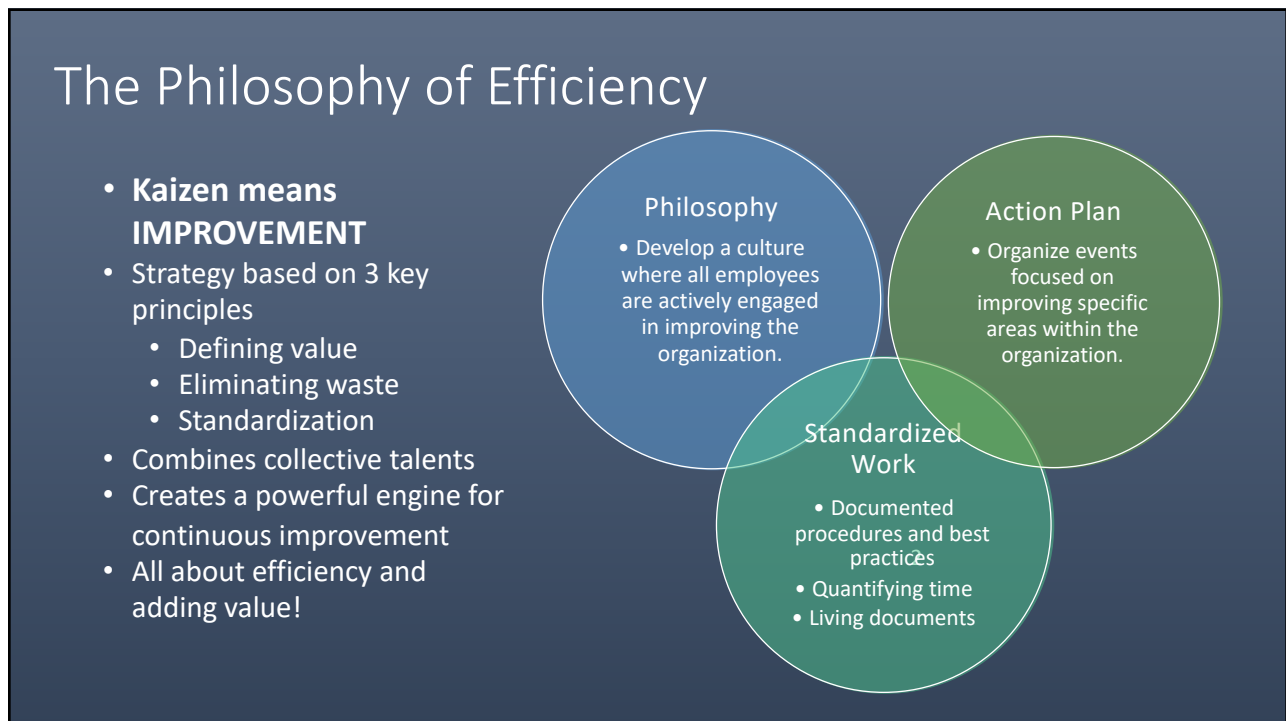 The Philosophy of Efficiency
• Kaizen means
IMPROVEMENT
• Strategy based on 3 key
principles
• Defining value
• Eliminating waste
• Standardization
• Combines collective talents
• Creates a powerful engine for
continuous improvement
• All about efficiency and
adding value!
Philosophy
• Develop a culture
where all employees
are actively engaged
in improving the
organization.
Action Plan
• Organize events
focused on
improving specific
areas within the
organization.
Standardized
Work
• Documented
procedures and best
practices
2
• Quantifying time
• Living documents